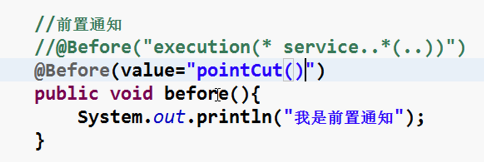 //前置通知
//@Before("execution(* service..*(..))")
@Before(value="pointCut()")
public void before(){
System.out.println("我是前置通知");
}